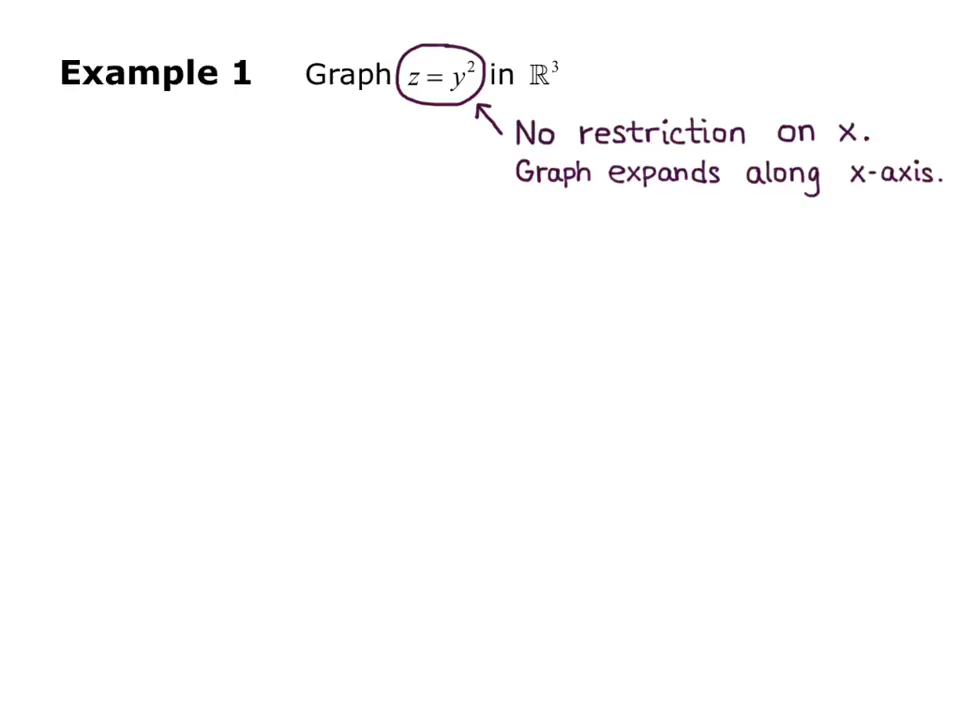 Example 1 Graph z = y² in ℝ³
No restriction on x.
Graph expands along x-axis.